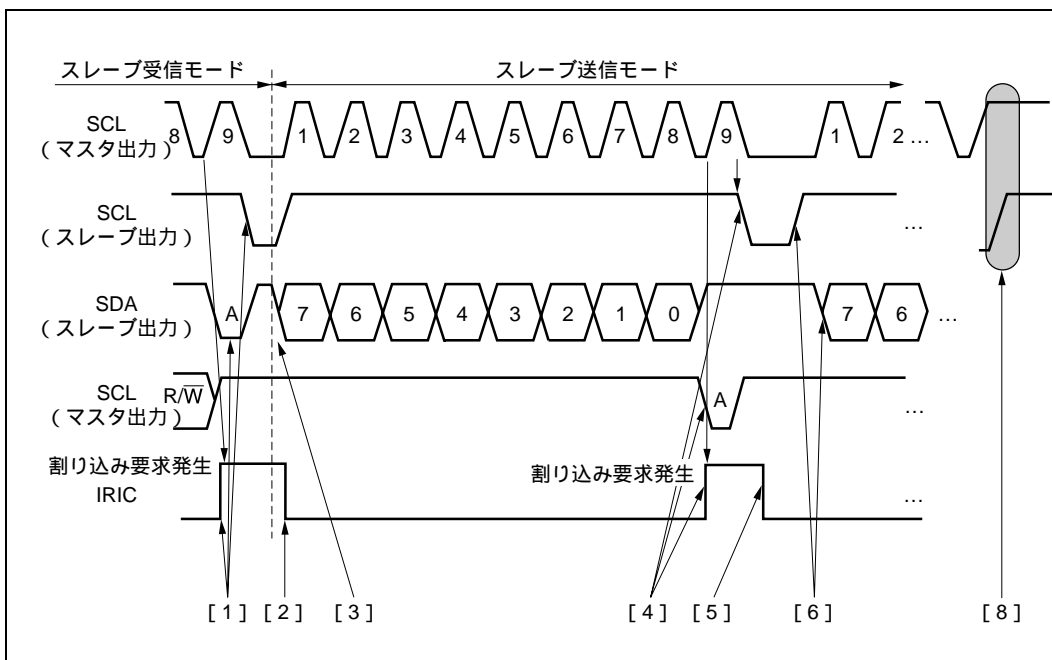 スレーブ受信モード スレーブ送信モード
SCL
(マスタ出力)
8 9 1 2 3 4 5 6 7 8 9 1 2 ...
SCL
(スレーブ出力)
...
SDA
(スレーブ出力)
A 7 6 5 4 3 2 1 0 7 6 ...
SCL
(マスタ出力)
R/W̅ A ...
割り込み要求発生
IRIC
割り込み要求発生
...
[1] [2] [3] [4] [5] [6] [8]